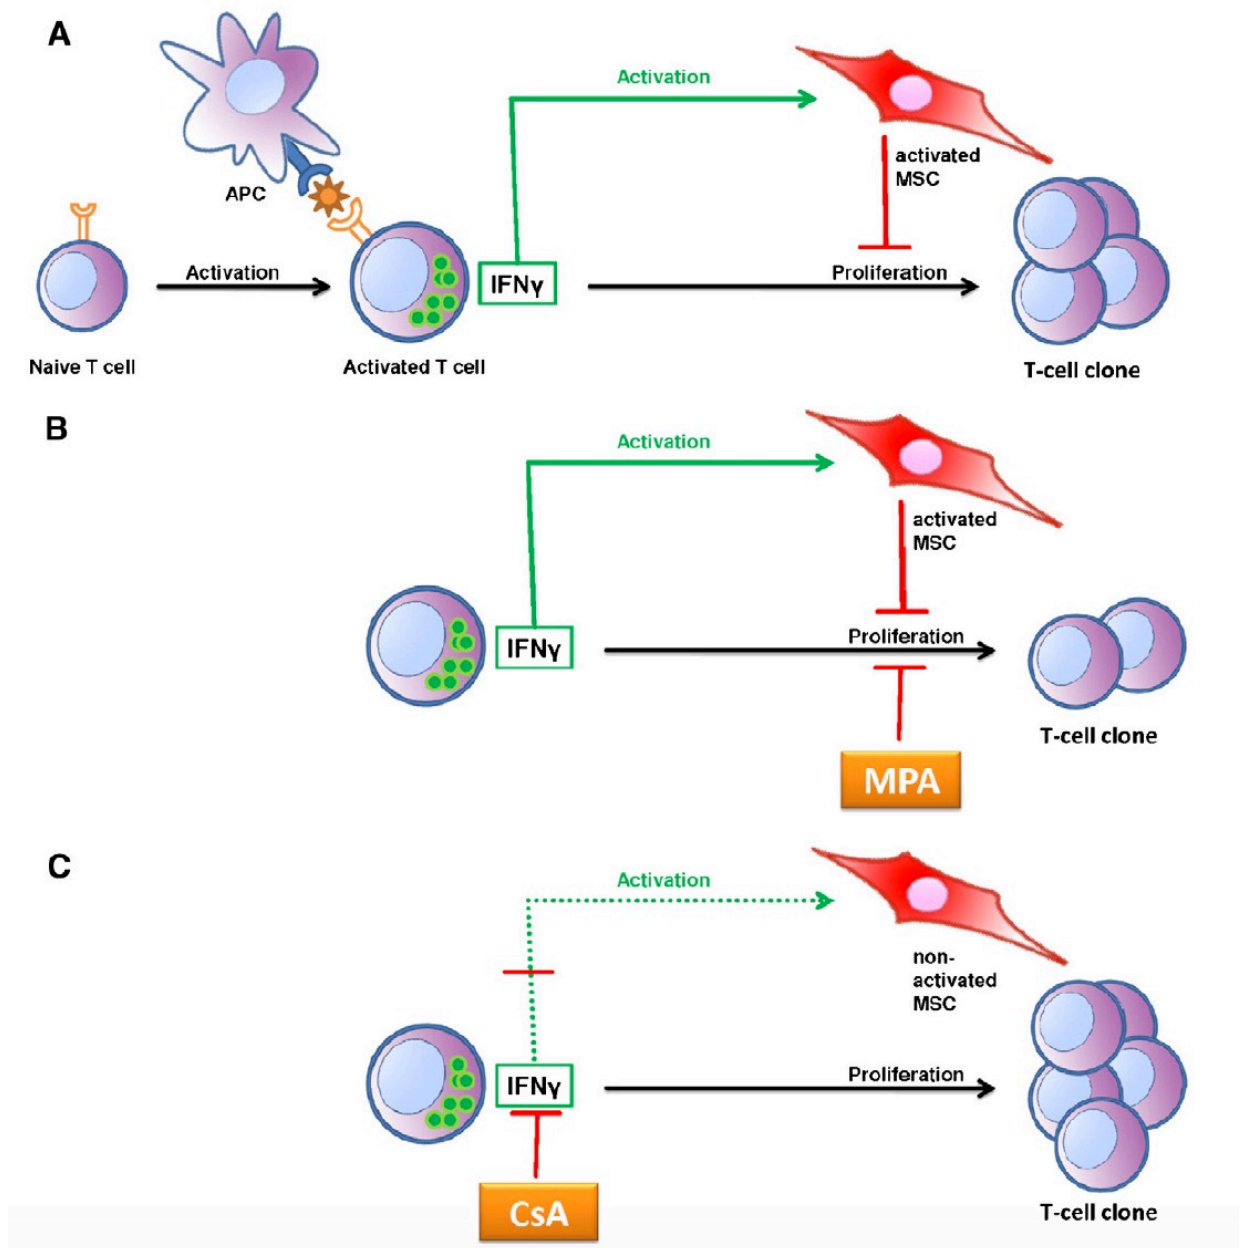 A
Activation
activated
MSC
APC
Activation
IFNγ
Proliferation
Naive T cell
Activated T cell
T-cell clone
B
Activation
activated
MSC
IFNγ
Proliferation
T-cell clone
MPA
C
Activation
non-
activated
MSC
IFNγ
Proliferation
CsA
T-cell clone